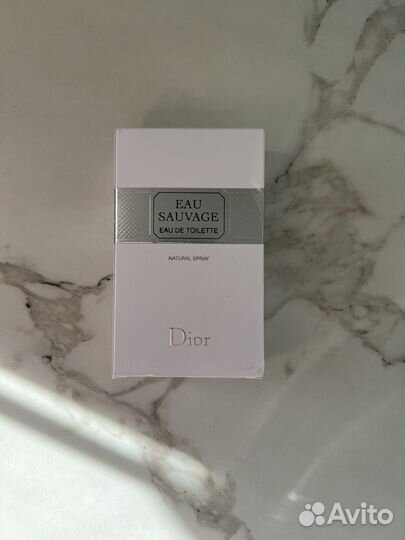 EAU
SAUVAGE
EAU DE TOILETTE
NATURAL SPRAY
Dior
Avito